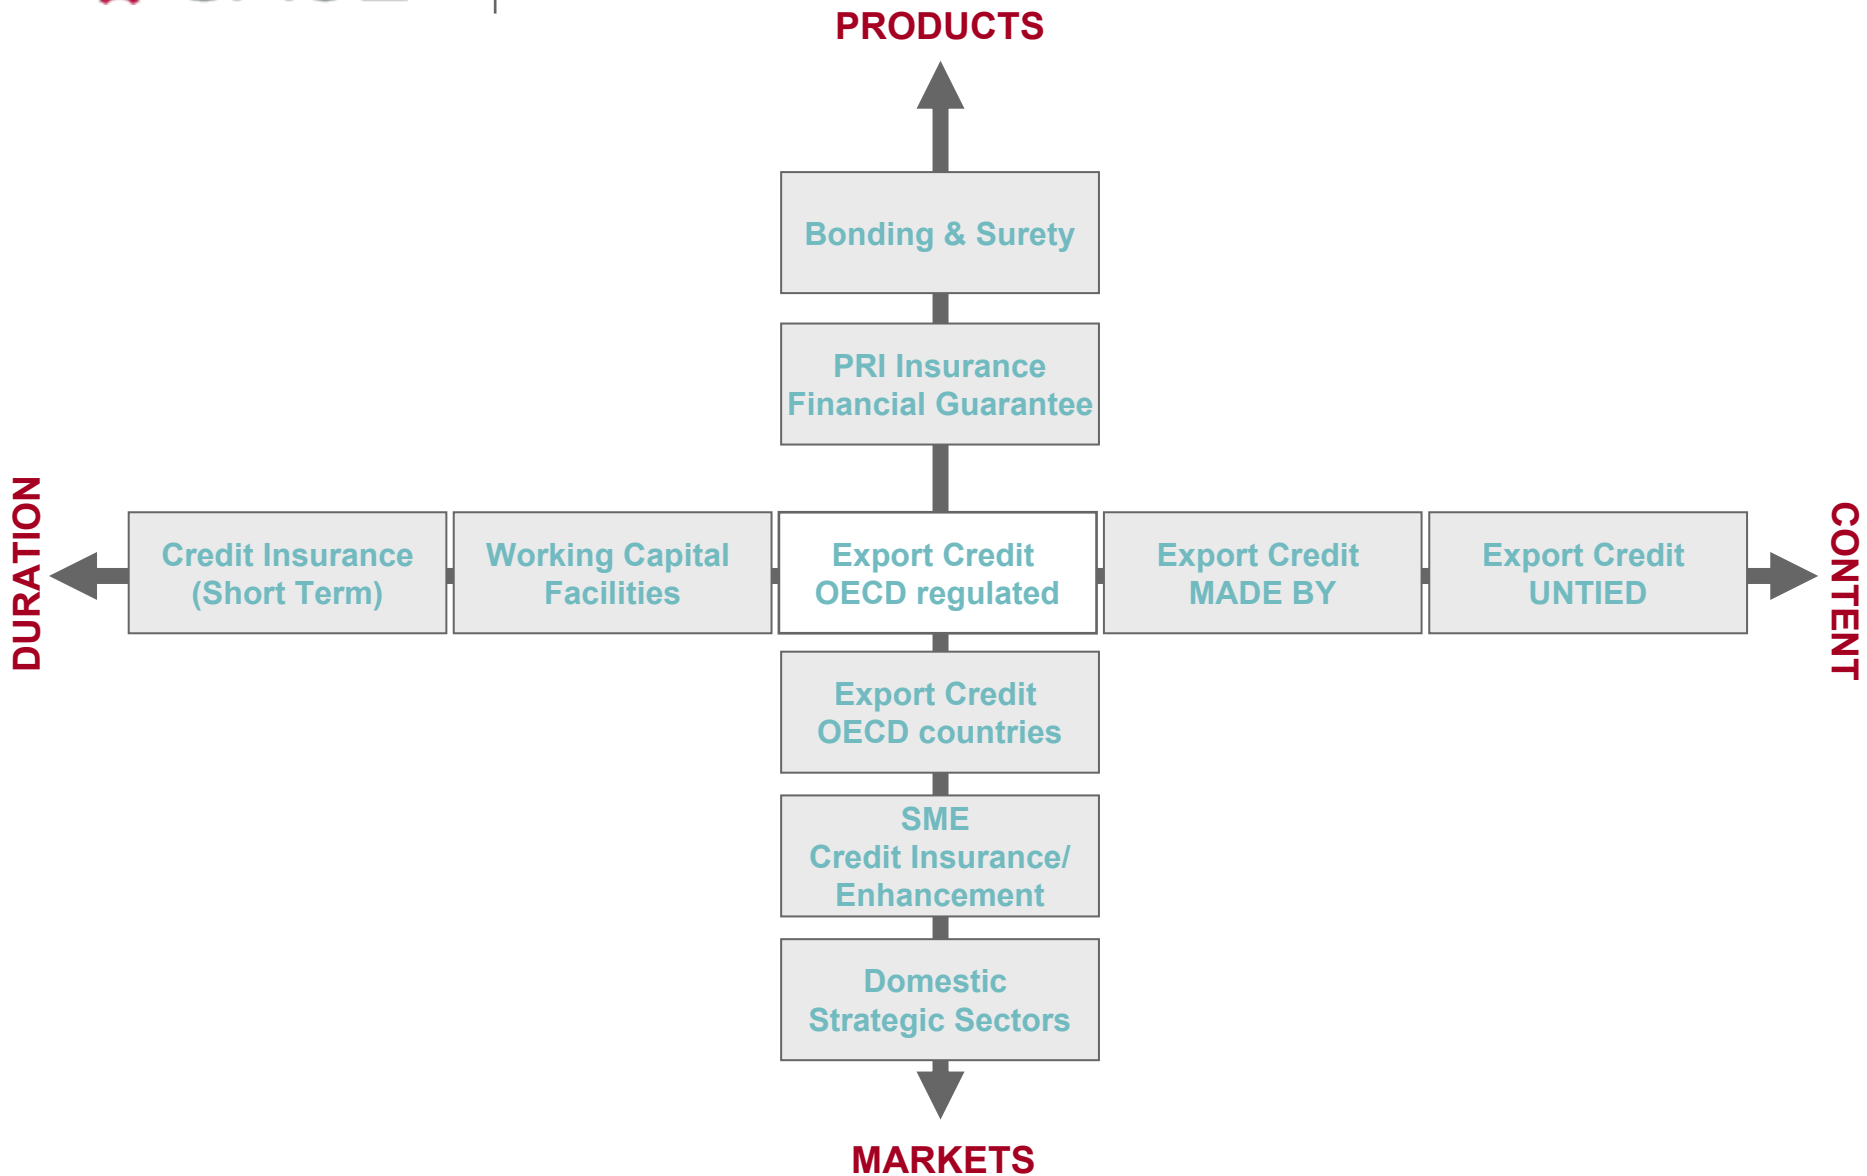 PRODUCTS
Bonding & Surety
PRI Insurance
Financial Guarantee
DURATION
Credit Insurance
(Short Term)
Working Capital
Facilities
Export Credit
OECD regulated
Export Credit
MADE BY
Export Credit
UNTIED
CONTENT
Export Credit
OECD countries
SME
Credit Insurance/
Enhancement
Domestic
Strategic Sectors
MARKETS